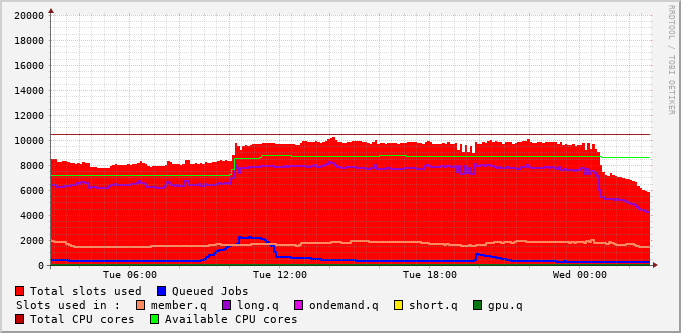 RRDTOOL / TOBI OETIKER
20000
18000
16000
14000
12000
10000
8000
6000
4000
2000
0
Tue 06:00 Tue 12:00 Tue 18:00 Wed 00:00
Total slots used Queued Jobs
Slots used in : member.q long.q ondemand.q short.q gpu.q
Total CPU cores Available CPU cores